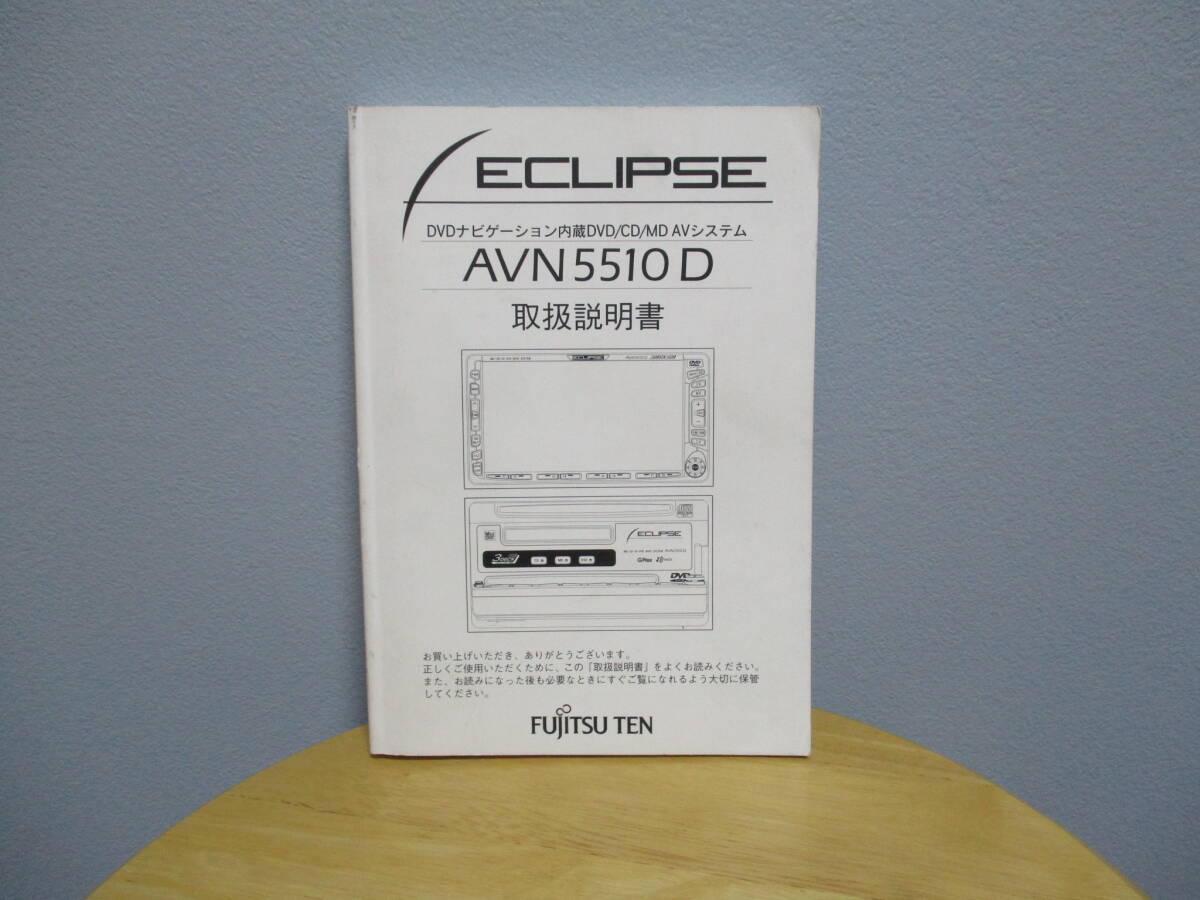 ECLIPSE
DVDナビゲーション内蔵DVD/CD/MD AVシステム
AVN5510D
取扱説明書
ECLIPSE
DVD
ECLIPSE
DVD
お買い上げいただき、ありがとうございます。
正しくご使用いただくために、この「取扱説明書」をよくお読みください。
また、お読みになった後も必要なときにすぐご覧になれるよう大切に保管
してください。
FUJITSU TEN